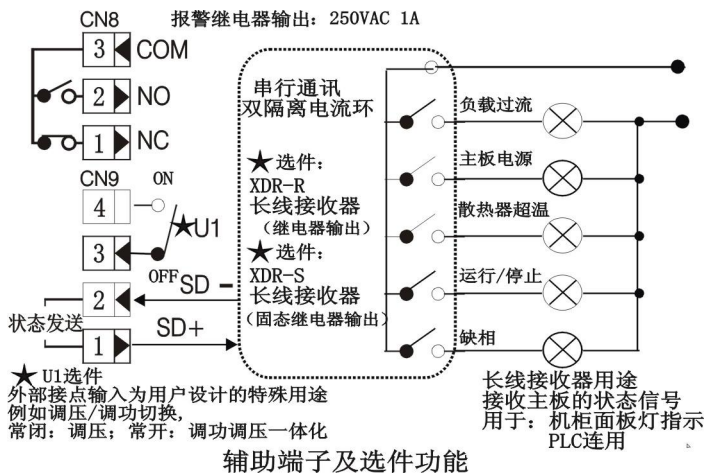 CN8
报警继电器输出：250VAC 1A
3 COM
2 NO
1 NC
CN9
ON
4
3
★U1
OFF
2
SD -
状态发送
1
SD+
★ U1选件
外部接点输入为用户设计的特殊用途
例如调压/调功切换,
常闭：调压；常开：调功调压一体化
串行通讯
双隔离电流环
★选件：
XDR-R
长线接收器
（继电器输出）
★选件：
XDR-S
长线接收器
（固态继电器输出）
负载过流
主板电源
散热器超温
运行/停止
缺相
长线接收器用途
接收主板的状态信号
用于：机柜面板灯指示
PLC连用
辅助端子及选件功能